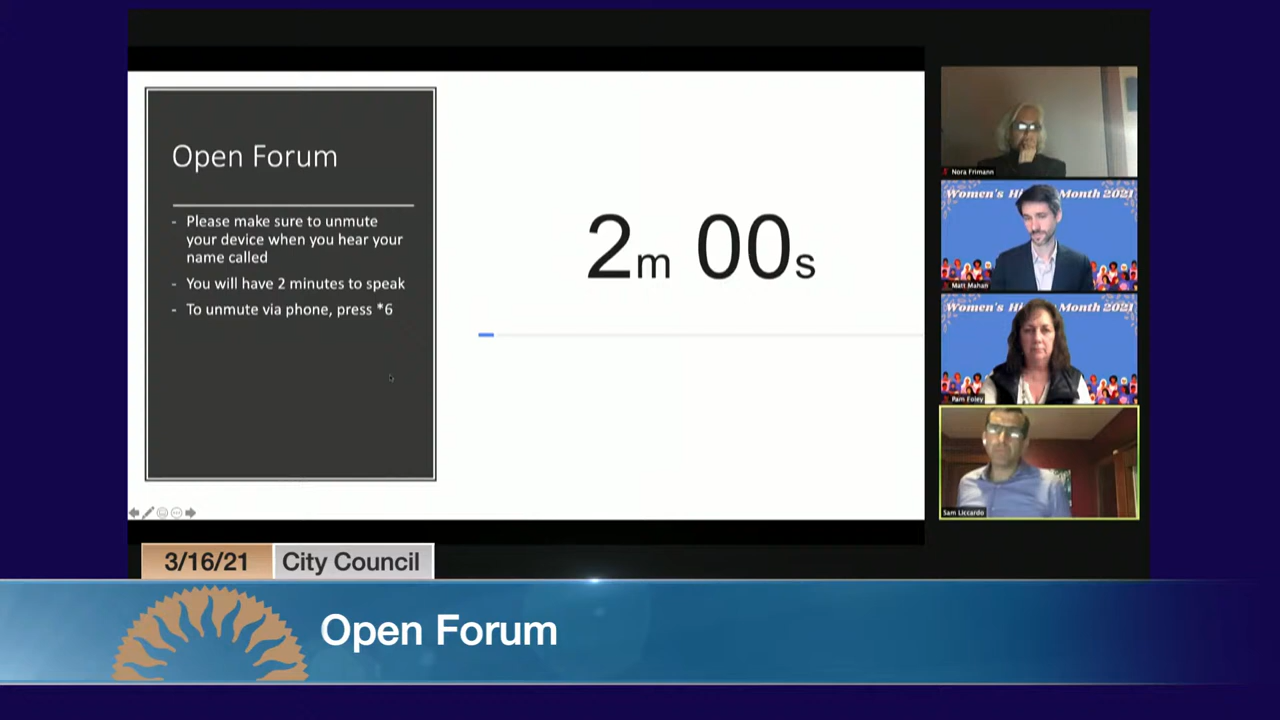 Open Forum
- Please make sure to unmute
your device when you hear your
name called
- You will have 2 minutes to speak
- To unmute via phone, press *6
2m 00s
Nora Frimann
Women's Hi Month 2021
Matt Mahan
Women's Hi Month 2021
Pam Foley
Sam Liccardo
3/16/21
City Council
Open Forum